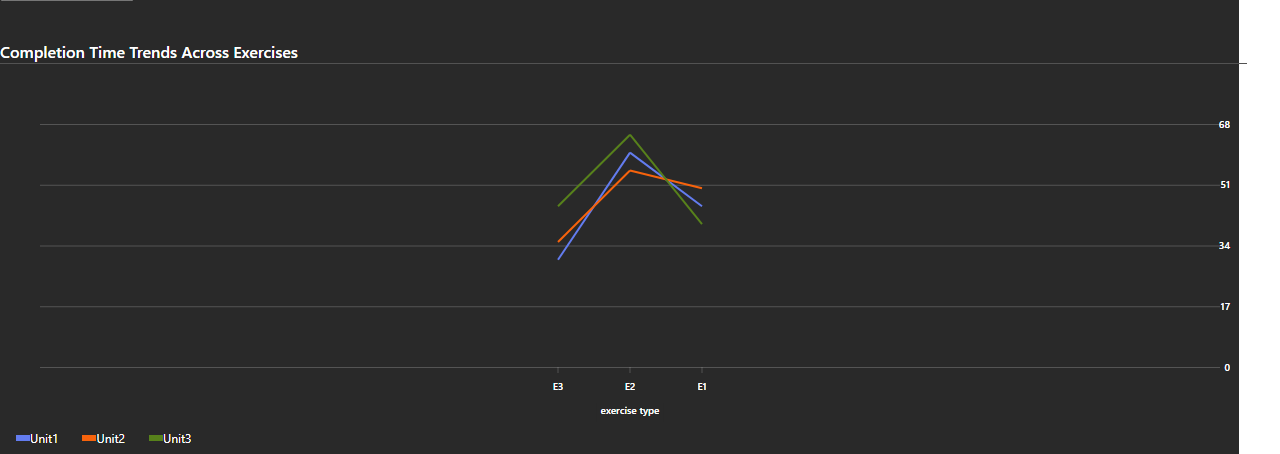 Completion Time Trends Across Exercises
68
51
34
17
0
E3 E2 E1
exercise type
Unit1 Unit2 Unit3